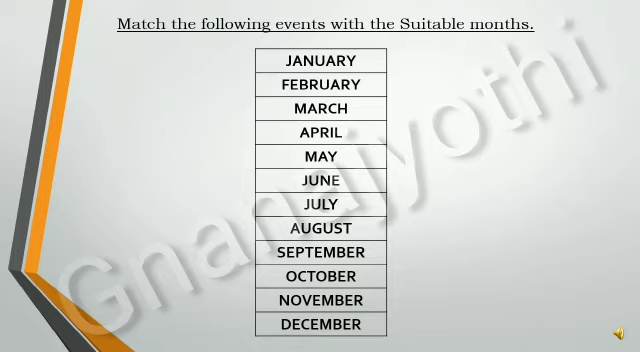 Match the following events with the Suitable months.
JANUARY
FEBRUARY
MARCH
APRIL
MAY
JUNE
JULY
AUGUST
SEPTEMBER
OCTOBER
NOVEMBER
DECEMBER
Gnanajyothi